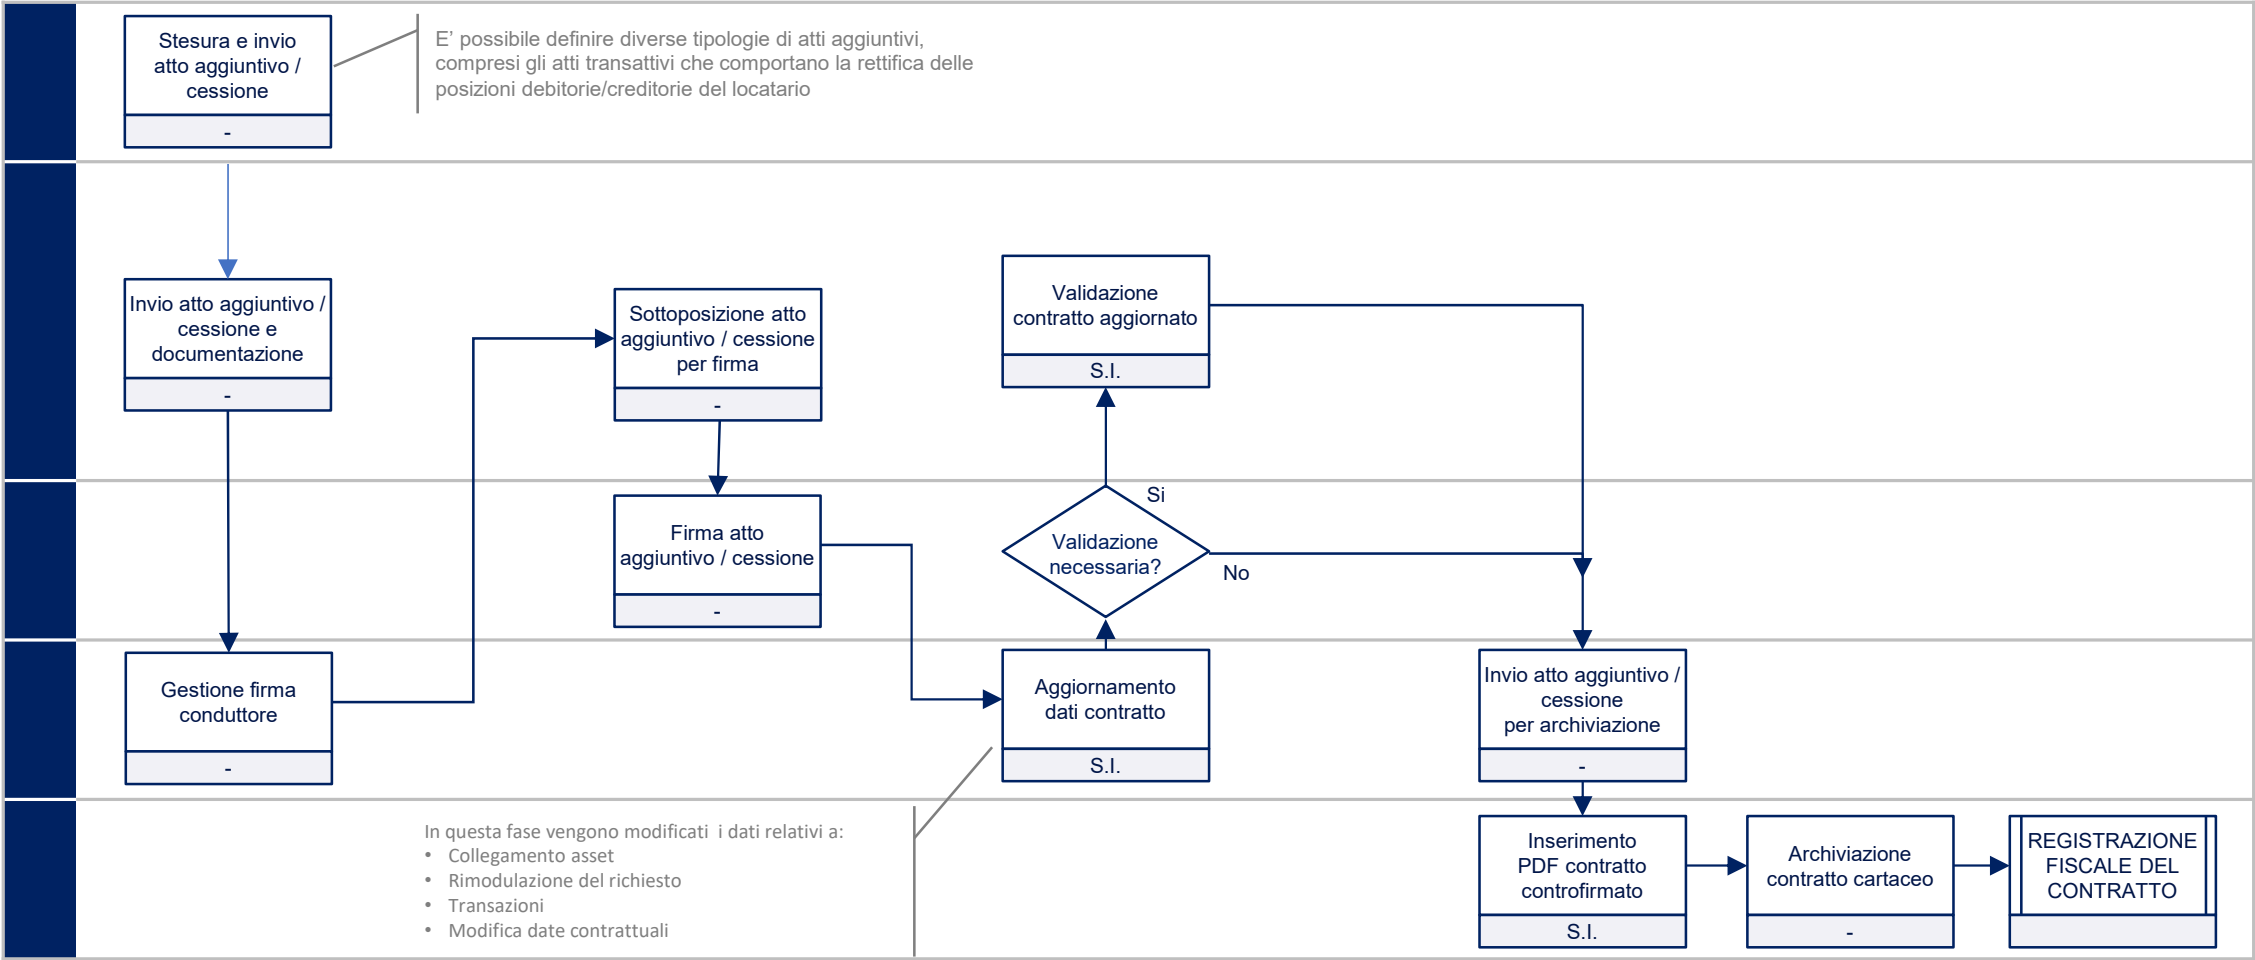 Stesura e invio
atto aggiuntivo /
cessione
-
E’ possibile definire diverse tipologie di atti aggiuntivi,
compresi gli atti transattivi che comportano la rettifica delle
posizioni debitorie/creditorie del locatario
Invio atto aggiuntivo /
cessione e
documentazione
-
Sottoposizione atto
aggiuntivo / cessione
per firma
-
Validazione
contratto aggiornato
S.I.
Firma atto
aggiuntivo / cessione
-
Si
Validazione
necessaria?
No
Gestione firma
conduttore
-
Aggiornamento
dati contratto
S.I.
Invio atto aggiuntivo /
cessione
per archiviazione
-
In questa fase vengono modificati  i dati relativi a:
• Collegamento asset
• Rimodulazione del richiesto
• Transazioni
• Modifica date contrattuali
Inserimento
PDF contratto
controfirmato
S.I.
Archiviazione
contratto cartaceo
-
REGISTRAZIONE
FISCALE DEL
CONTRATTO